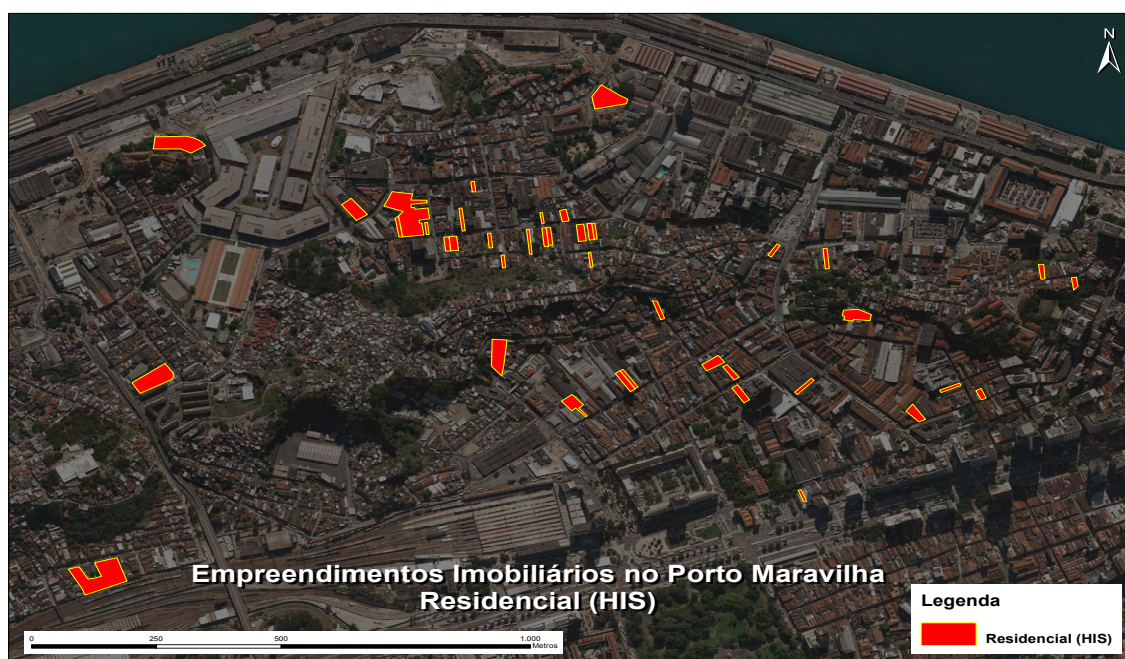 N
Empreendimentos Imobiliários no Porto Maravilha
Residencial (HIS)
Legenda
Residencial (HIS)
0 250 500 1.000
Metros